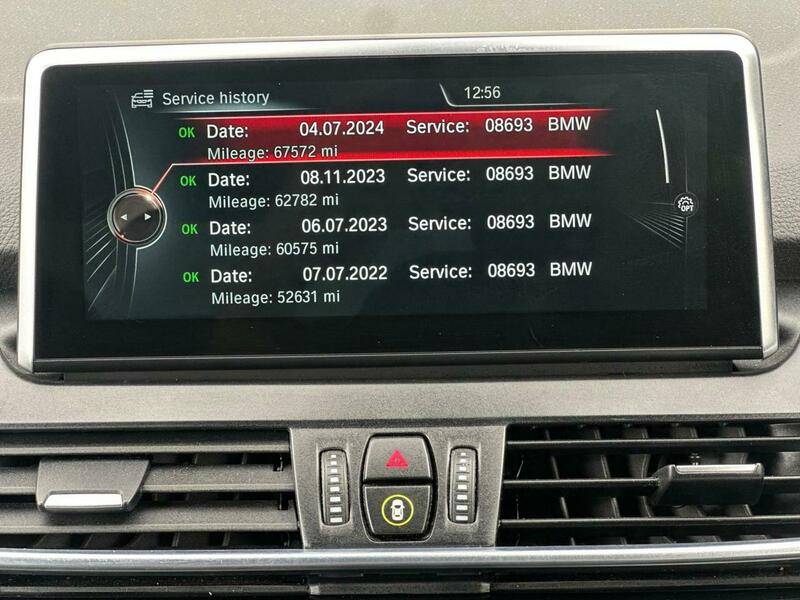 Service history 12:56
OK Date: 04.07.2024 Service: 08693 BMW
Mileage: 67572 mi
OK Date: 08.11.2023 Service: 08693 BMW
Mileage: 62782 mi
OK Date: 06.07.2023 Service: 08693 BMW
Mileage: 60575 mi
OK Date: 07.07.2022 Service: 08693 BMW
Mileage: 52631 mi
OPT